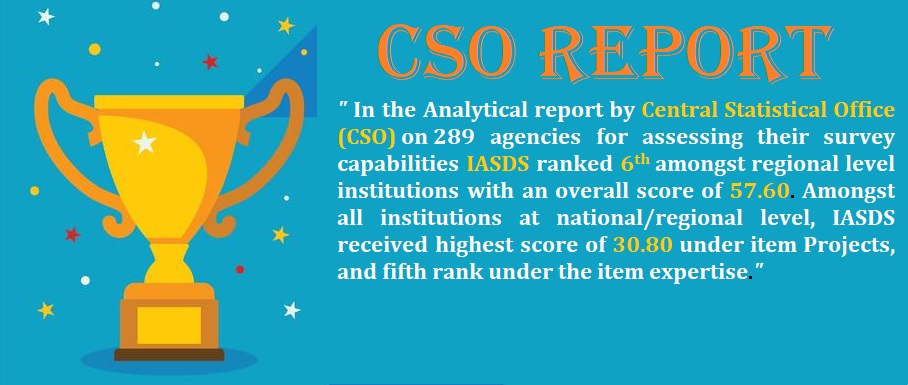 CSO REPORT
" In the Analytical report by Central Statistical Office
(CSO) on 289 agencies for assessing their survey
capabilities IASDS ranked 6th amongst regional level
institutions with an overall score of 57.60. Amongst
all institutions at national/regional level, IASDS
received highest score of 30.80 under item Projects,
and fifth rank under the item expertise."